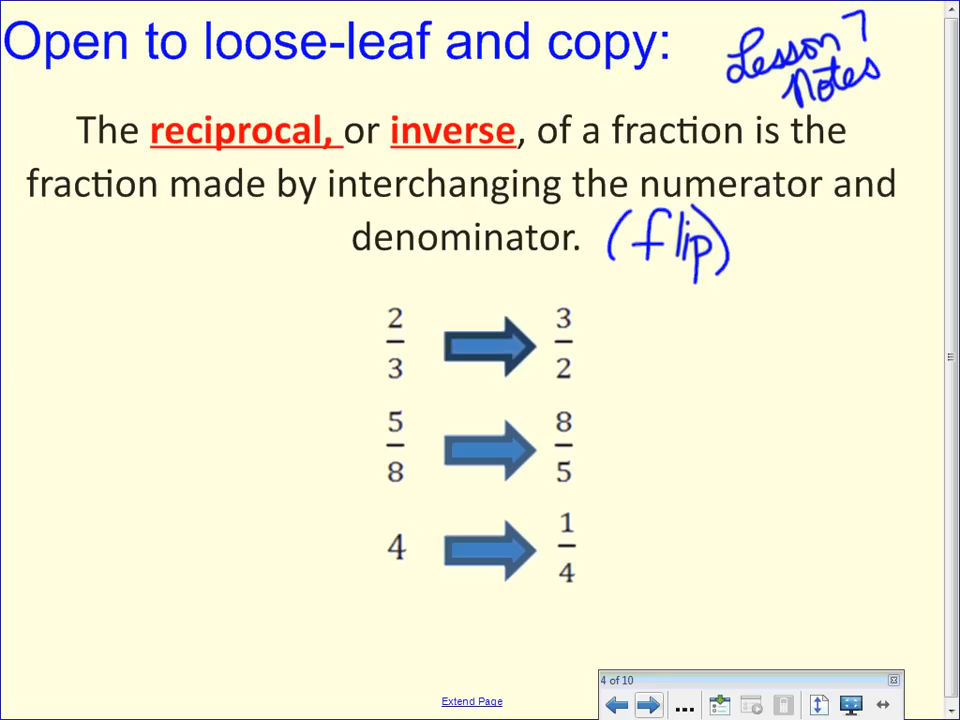 Open to loose-leaf and copy:
Lesson 7
Notes
The reciprocal, or inverse, of a fraction is the
fraction made by interchanging the numerator and
denominator. (flip)
2/3 3/2
5/8 8/5
4 1/4
4 of 10
Extend Page
...